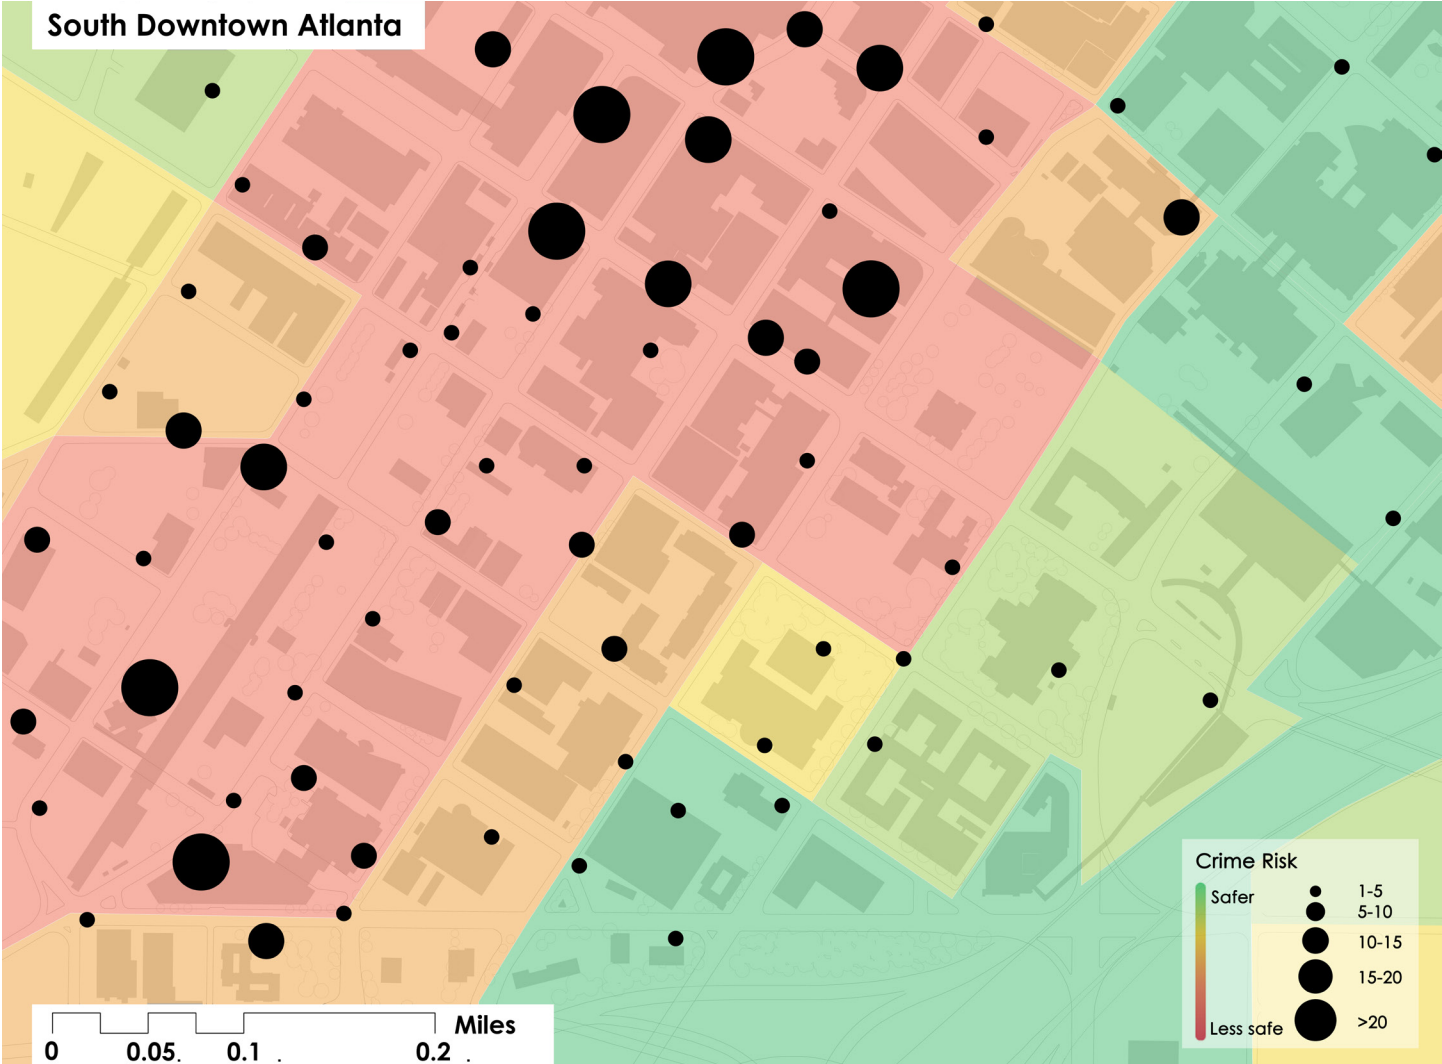 South Downtown Atlanta
Crime Risk
Safer
1-5
5-10
10-15
15-20
>20
Less safe
Miles
0 0.05. 0.1 . 0.2 .